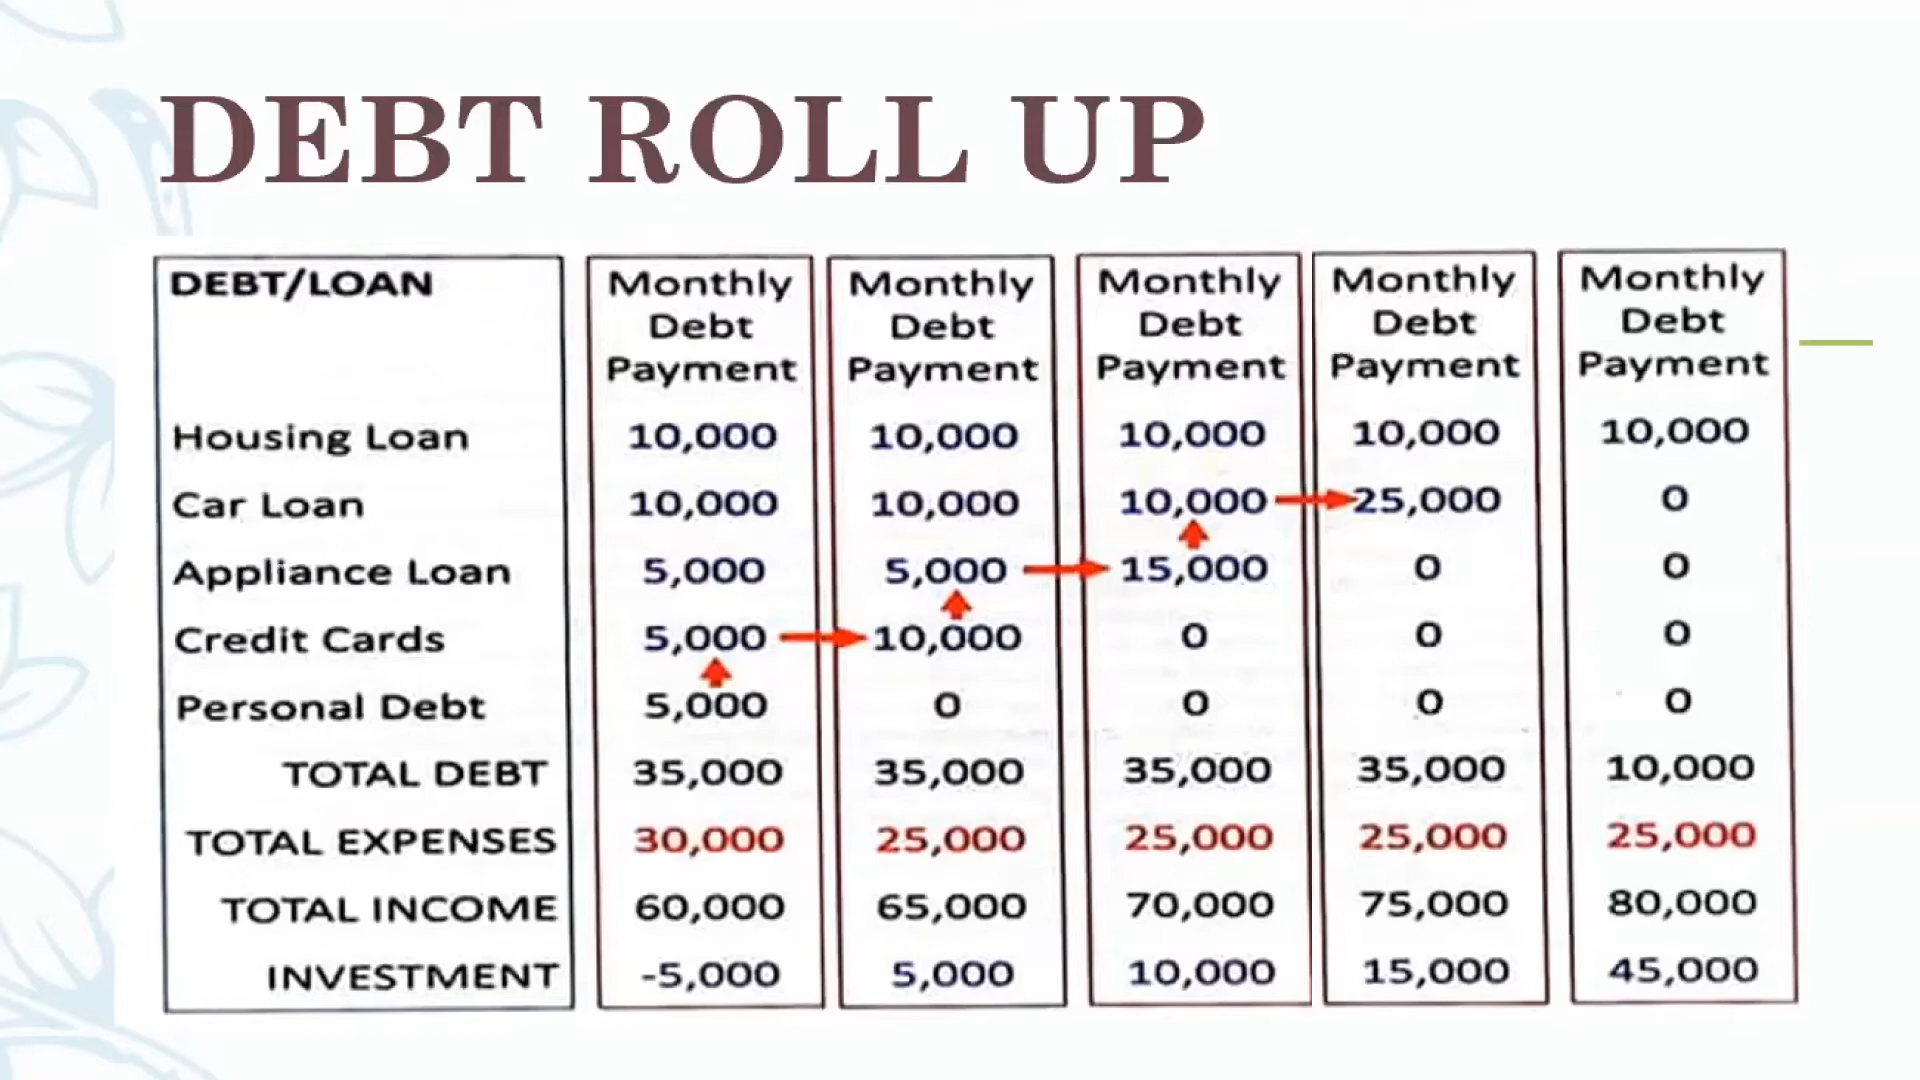 DEBT ROLL UP
DEBT/LOAN Monthly Debt Payment Monthly Debt Payment Monthly Debt Payment Monthly Debt Payment Monthly Debt Payment
Housing Loan 10,000 10,000 10,000 10,000 10,000
Car Loan 10,000 10,000 10,000 25,000 0
Appliance Loan 5,000 5,000 15,000 0 0
Credit Cards 5,000 10,000 0 0 0
Personal Debt 5,000 0 0 0 0
TOTAL DEBT 35,000 35,000 35,000 35,000 10,000
TOTAL EXPENSES 30,000 25,000 25,000 25,000 25,000
TOTAL INCOME 60,000 65,000 70,000 75,000 80,000
INVESTMENT -5,000 5,000 10,000 15,000 45,000